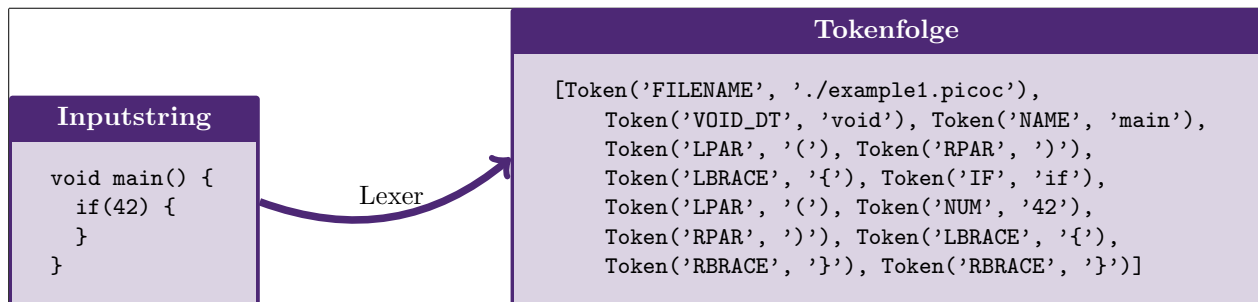 Inputstring
void main() {
  if(42) {
  }
}
Lexer
Tokenfolge
[Token('FILENAME', './example1.picoc'),
    Token('VOID_DT', 'void'), Token('NAME', 'main'),
    Token('LPAR', '('), Token('RPAR', ')'),
    Token('LBRACE', '{'), Token('IF', 'if'),
    Token('LPAR', '('), Token('NUM', '42'),
    Token('RPAR', ')'), Token('LBRACE', '{'),
    Token('RBRACE', '}'), Token('RBRACE', '}')]